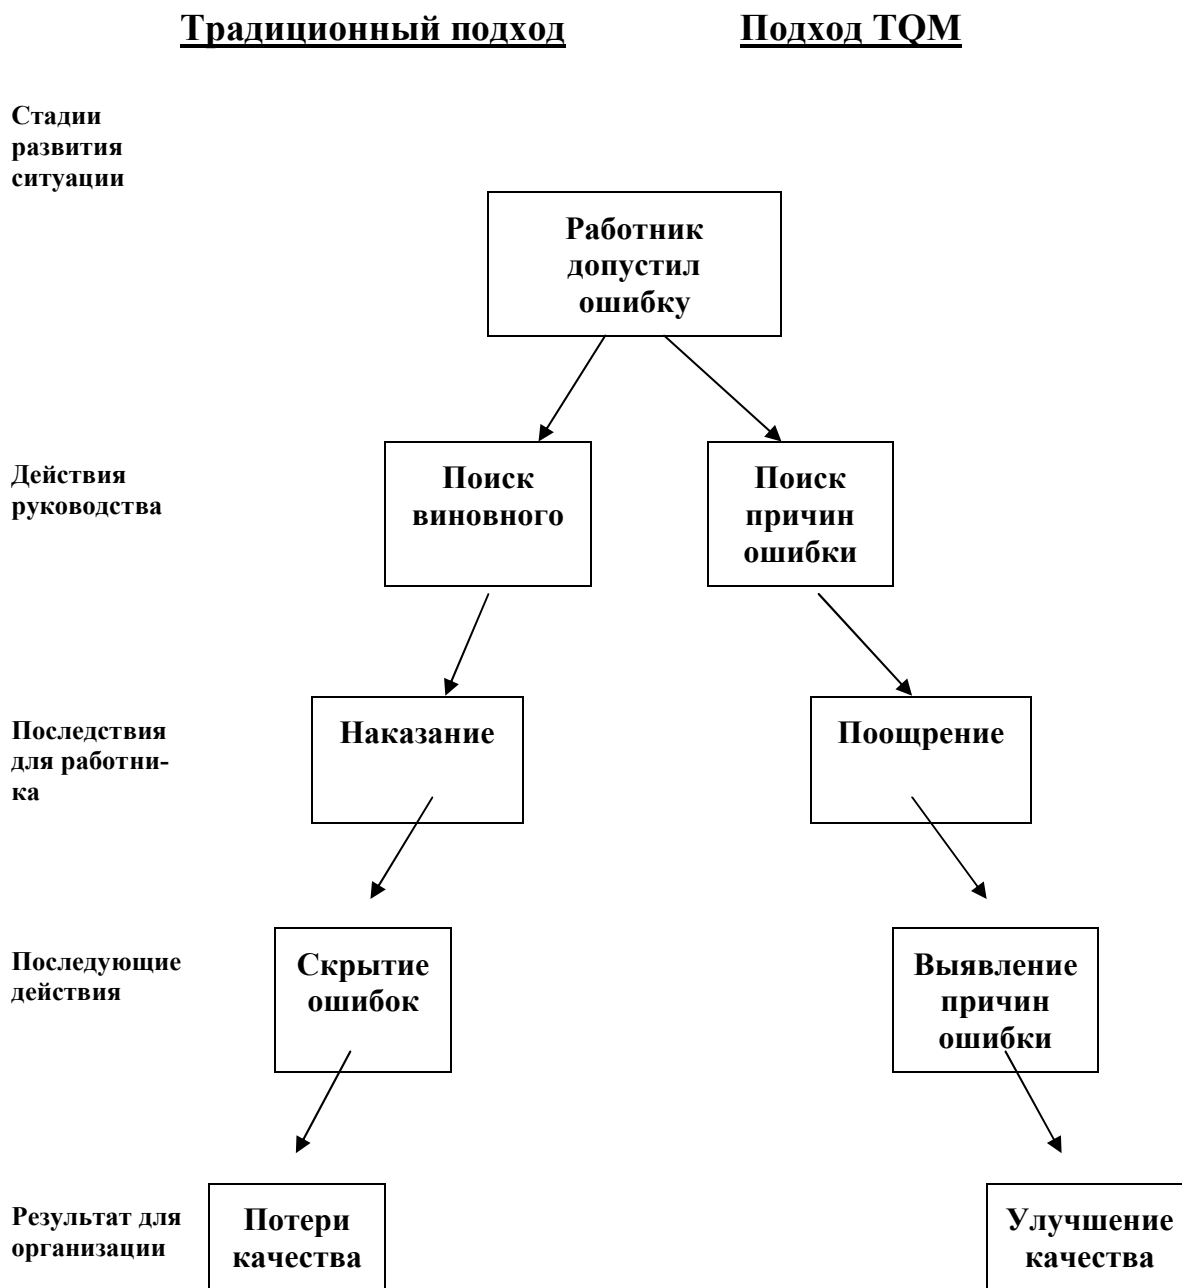 Традиционный подход
Подход TQM
Стадии
развития
ситуации
Работник
допустил
ошибку
Действия
руководства
Поиск
виновного
Поиск
причин
ошибки
Последствия
для работни-
ка
Наказание
Поощрение
Последующие
действия
Скрытие
ошибок
Выявление
причин
ошибки
Результат для
организации
Потери
качества
Улучшение
качества